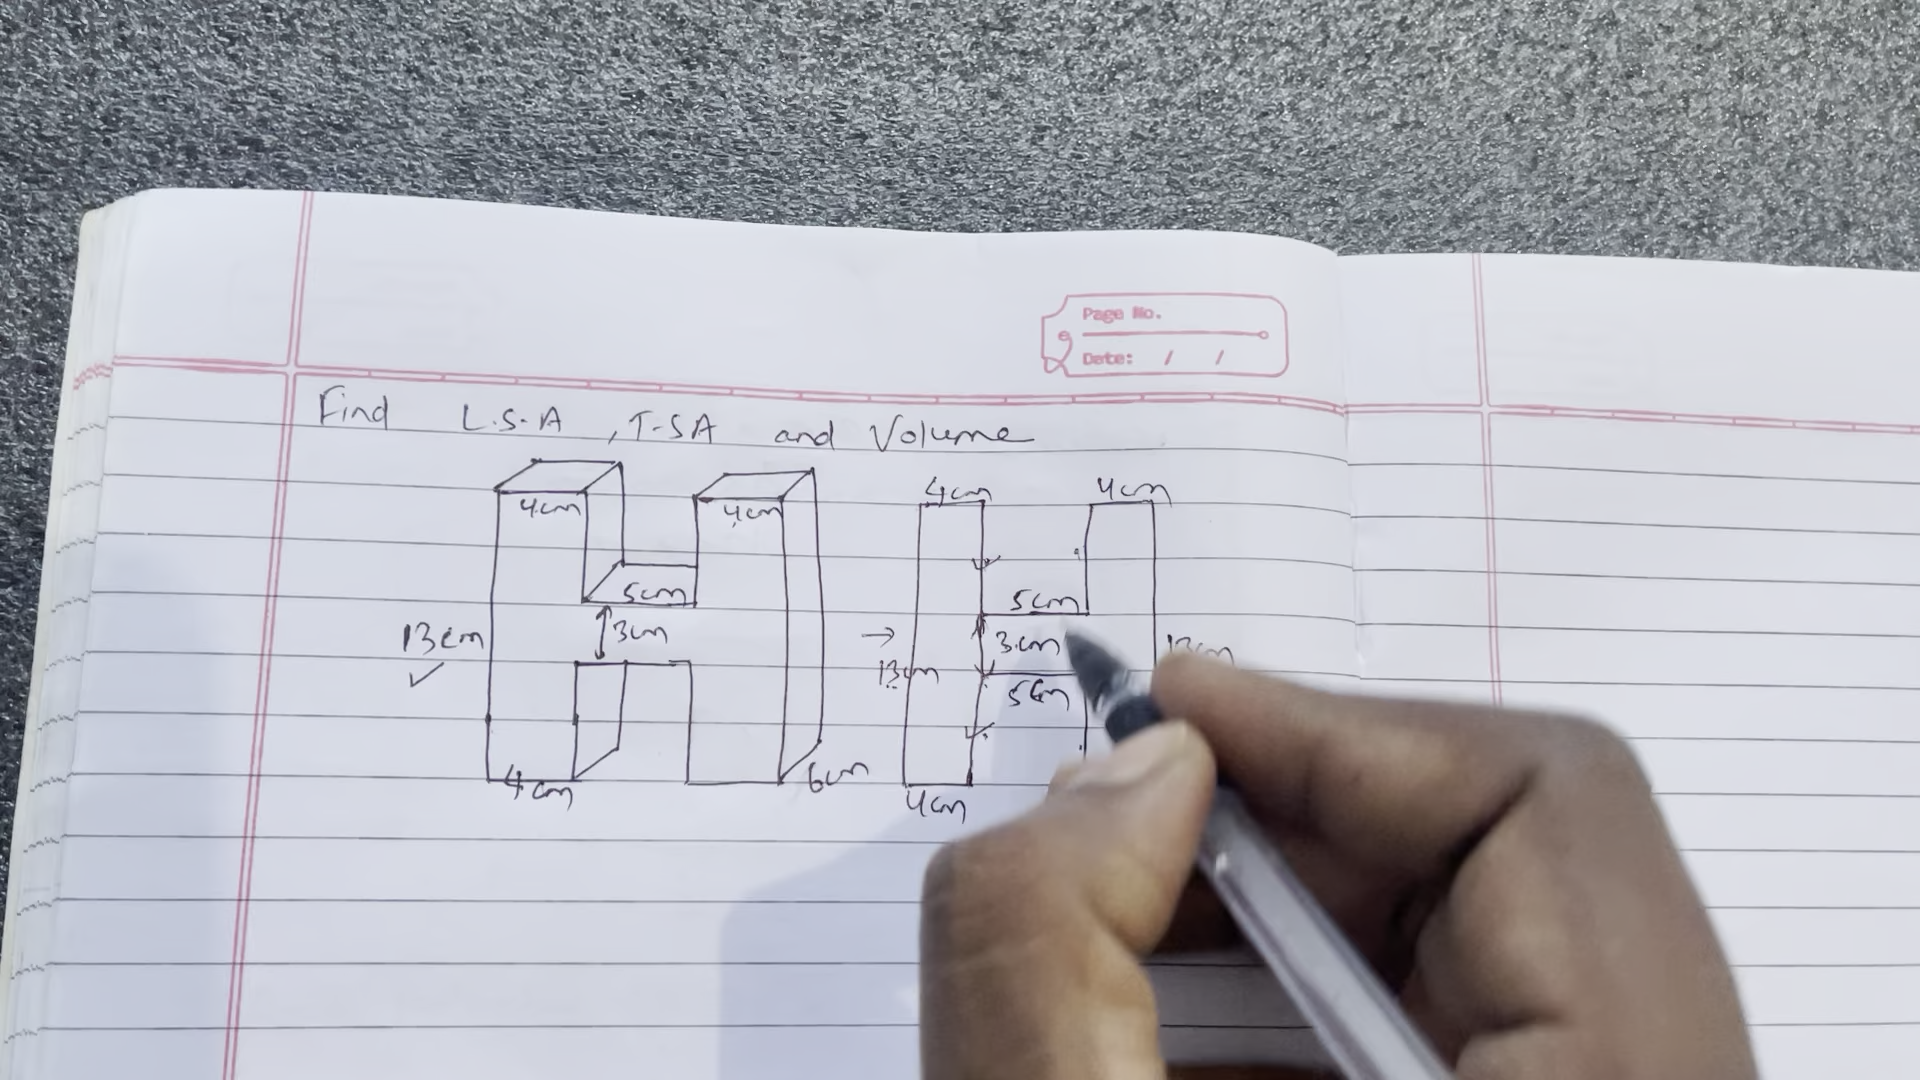 Page No.
Date: / /
Find L.S.A , T-SA and Volume
4cm 4cm
5cm
3cm
13cm
4cm
6cm
→
4cm 4cm
5cm
3cm
13cm 13cm
5cm
4cm